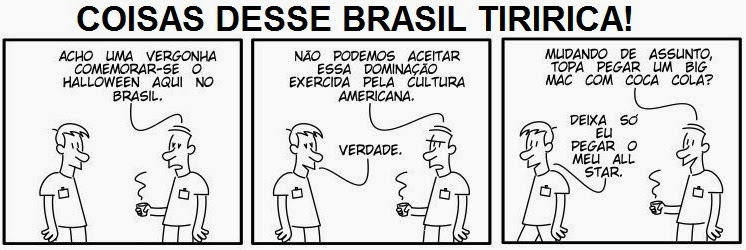 COISAS DESSE BRASIL TIRIRICA!
ACHO UMA VERGONHA
COMEMORAR-SE O
HALLOWEEN AQUI NO
BRASIL.
NÃO PODEMOS ACEITAR
ESSA DOMINAÇÃO
EXERCIDA PELA CULTURA
AMERICANA.
VERDADE.
MUDANDO DE ASSUNTO,
TOPA PEGAR UM BIG
MAC COM COCA COLA?
DEIXA SÓ
EU
PEGAR O
MEU ALL
STAR.